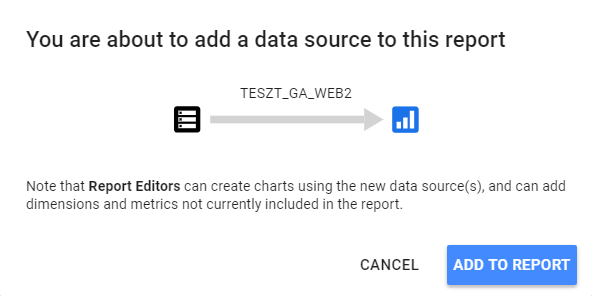 You are about to add a data source to this report
TESZT_GA_WEB2
Note that Report Editors can create charts using the new data source(s), and can add
dimensions and metrics not currently included in the report.
CANCEL
ADD TO REPORT